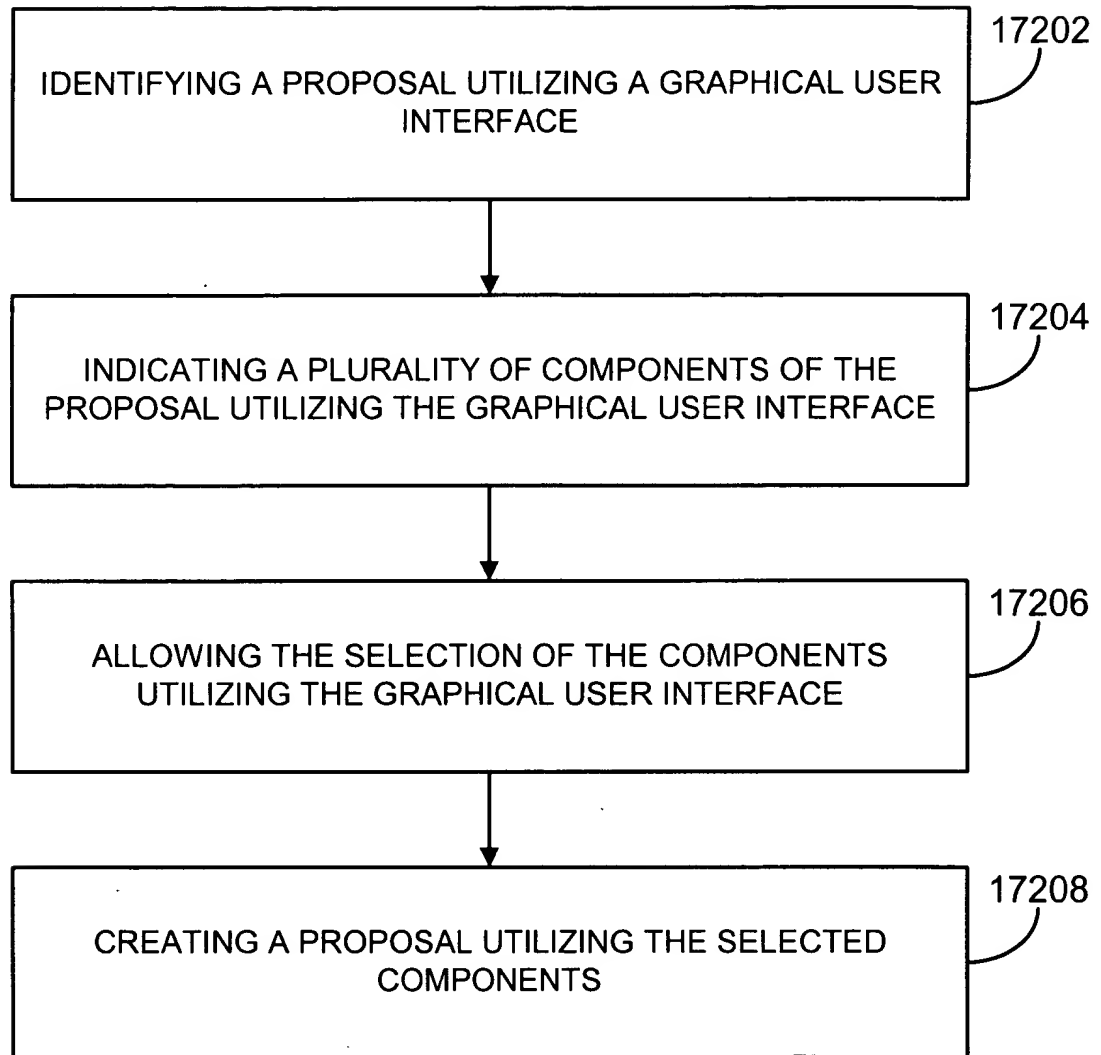 17202
IDENTIFYING A PROPOSAL UTILIZING A GRAPHICAL USER
INTERFACE
17204
INDICATING A PLURALITY OF COMPONENTS OF THE
PROPOSAL UTILIZING THE GRAPHICAL USER INTERFACE
17206
ALLOWING THE SELECTION OF THE COMPONENTS
UTILIZING THE GRAPHICAL USER INTERFACE
17208
CREATING A PROPOSAL UTILIZING THE SELECTED
COMPONENTS